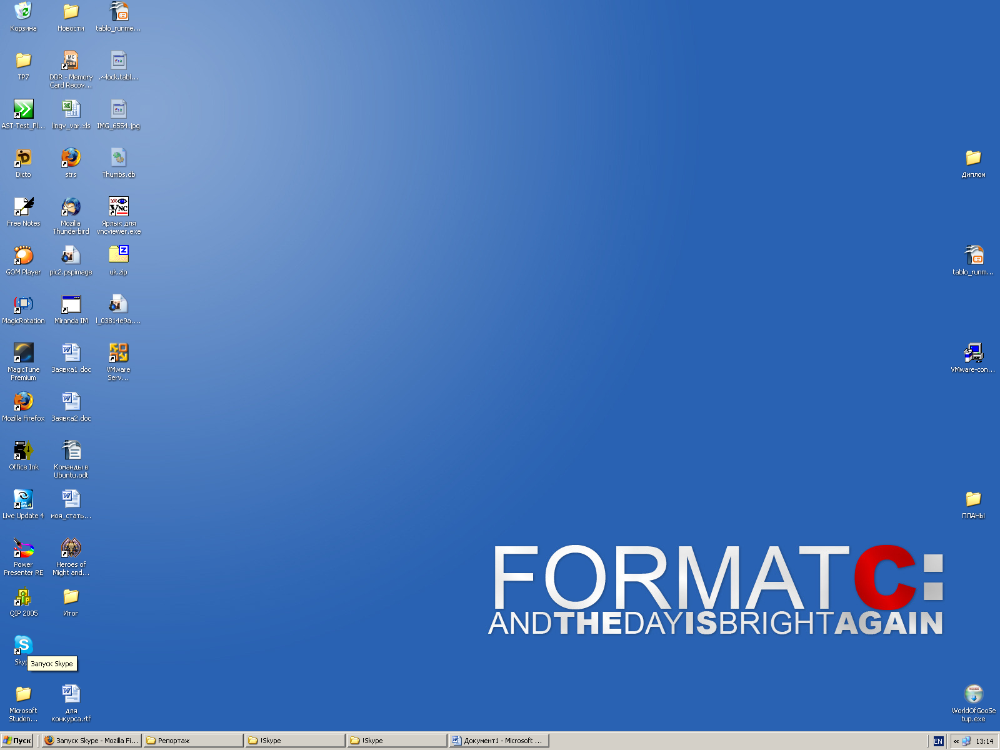 Корзина
Новости
tablo_runme...
TP7
DDR - Memory
Card Recov...
.~lock.tabl...
AST-Test_Pl...
lingv_var.xls
IMG_6554.jpg
Dicto
strs
Thumbs.db
Диплом
Free Notes
Mozilla
Thunderbird
Ярлык для
vncviewer.exe
GOM Player
pic2.pspimage
uk.zip
tablo_runm...
MagicRotation
Miranda IM
l_03814e9a....
MagicTune
Premium
Заявка1.doc
VMware
Serv...
VMware-con...
Mozilla Firefox
Заявка2.doc
Office Ink
Команды в
Ubuntu.odt
Live Update 4
моя_стать...
ПЛАНЫ
Power
Presenter RE
Heroes of
Might and...
FORMATC:
ANDTHEDAYISBRIGHTAGAIN
QIP 2005
Итог
Запуск Skype
Microsoft
Studen...
для
конкурса.rtf
WorldOfGooSe
tup.exe
Пуск
Запуск Skype - Mozilla Fi...
Репортаж
!Skype
!Skype
Документ1 - Microsoft ...
EN
13:14